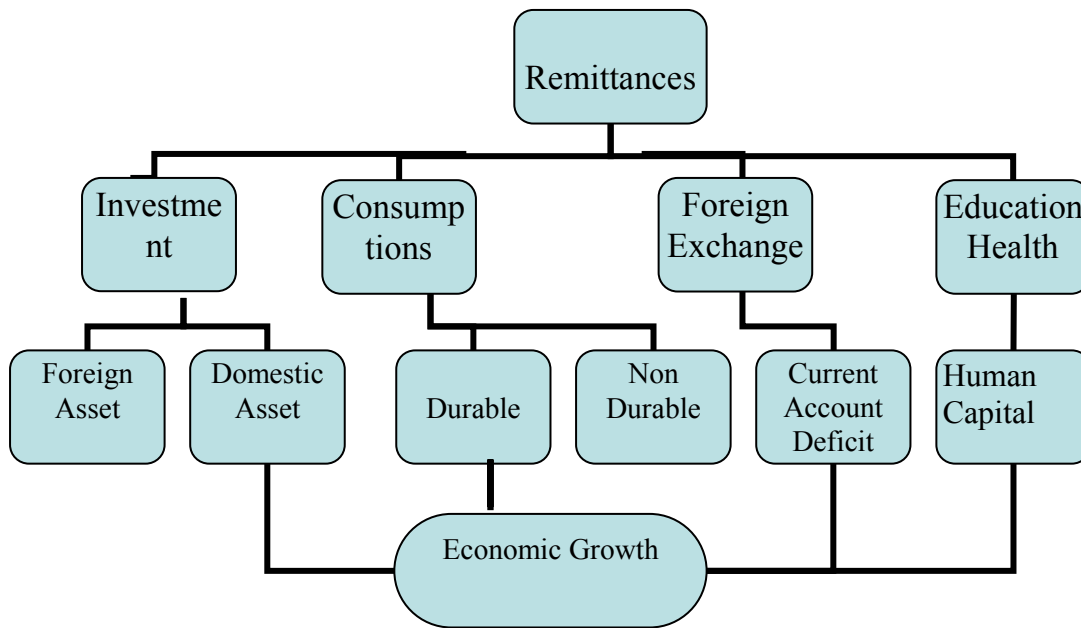 Remittances
Investme
nt
Consump
tions
Foreign
Exchange
Education
Health
Foreign
Asset
Domestic
Asset
Durable
Non
Durable
Current
Account
Deficit
Human
Capital
Economic Growth